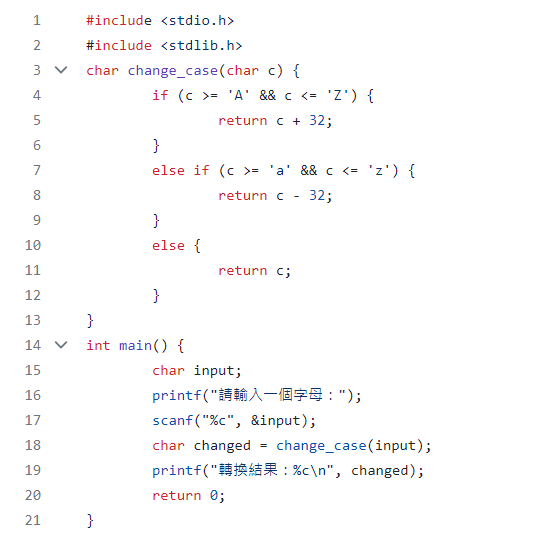 1 #include <stdio.h>
2 #include <stdlib.h>
3 char change_case(char c) {
4 if (c >= 'A' && c <= 'Z') {
5 return c + 32;
6 }
7 else if (c >= 'a' && c <= 'z') {
8 return c - 32;
9 }
10 else {
11 return c;
12 }
13 }
14 int main() {
15 char input;
16 printf("請輸入一個字母：");
17 scanf("%c", &input);
18 char changed = change_case(input);
19 printf("轉換結果：%c\n", changed);
20 return 0;
21 }